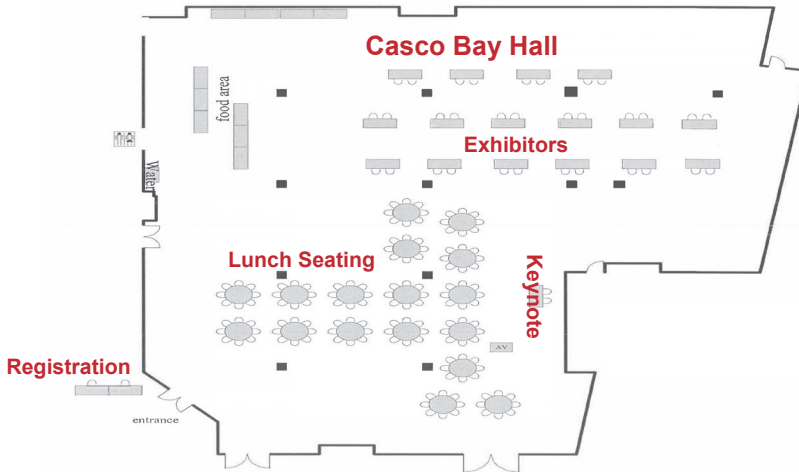 Casco Bay Hall
food area
Exhibitors
Water
Lunch Seating
Keynote
AV
Registration
entrance